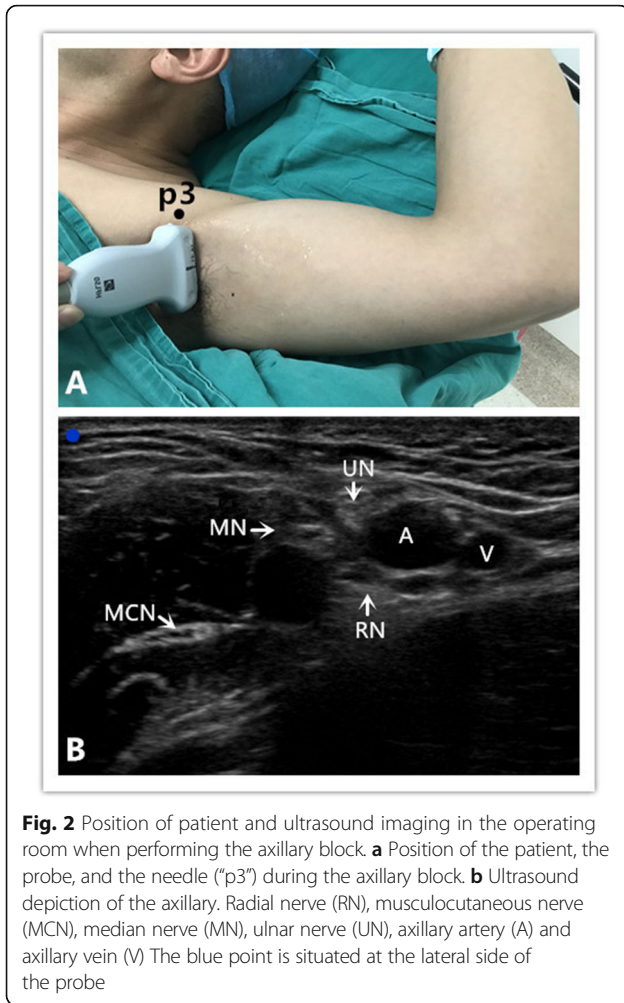 p3
A
UN
MN
A
V
MCN
RN
B
Fig. 2 Position of patient and ultrasound imaging in the operating
room when performing the axillary block. a Position of the patient, the
probe, and the needle (“p3”) during the axillary block. b Ultrasound
depiction of the axillary. Radial nerve (RN), musculocutaneous nerve
(MCN), median nerve (MN), ulnar nerve (UN), axillary artery (A) and
axillary vein (V) The blue point is situated at the lateral side of
the probe